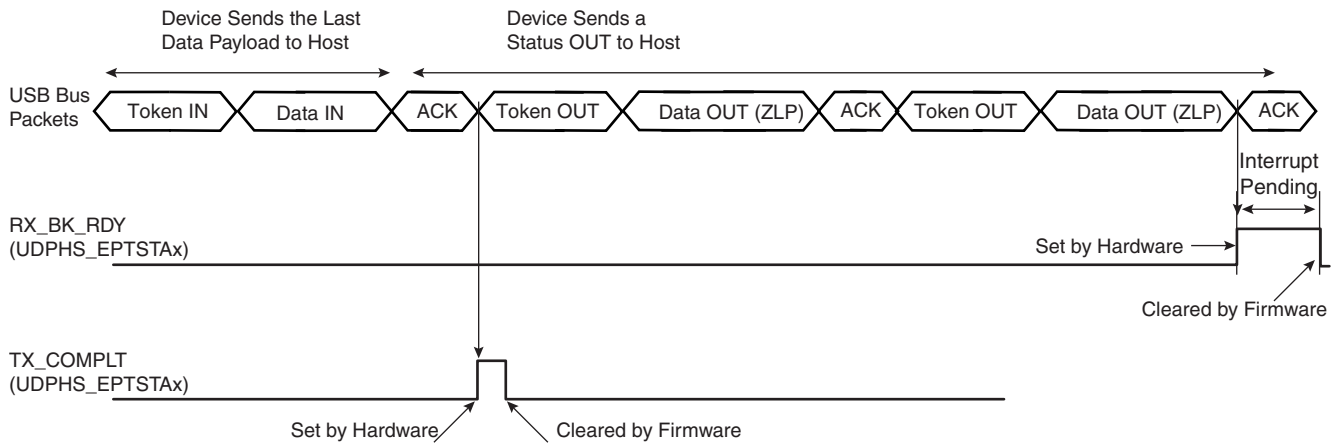 Device Sends the Last
Data Payload to Host
Device Sends a
Status OUT to Host
USB Bus
Packets
Token IN
Data IN
ACK
Token OUT
Data OUT (ZLP)
ACK
Token OUT
Data OUT (ZLP)
ACK
Interrupt
Pending
RX_BK_RDY
(UDPHS_EPTSTAx)
Set by Hardware
Cleared by Firmware
TX_COMPLT
(UDPHS_EPTSTAx)
Set by Hardware
Cleared by Firmware